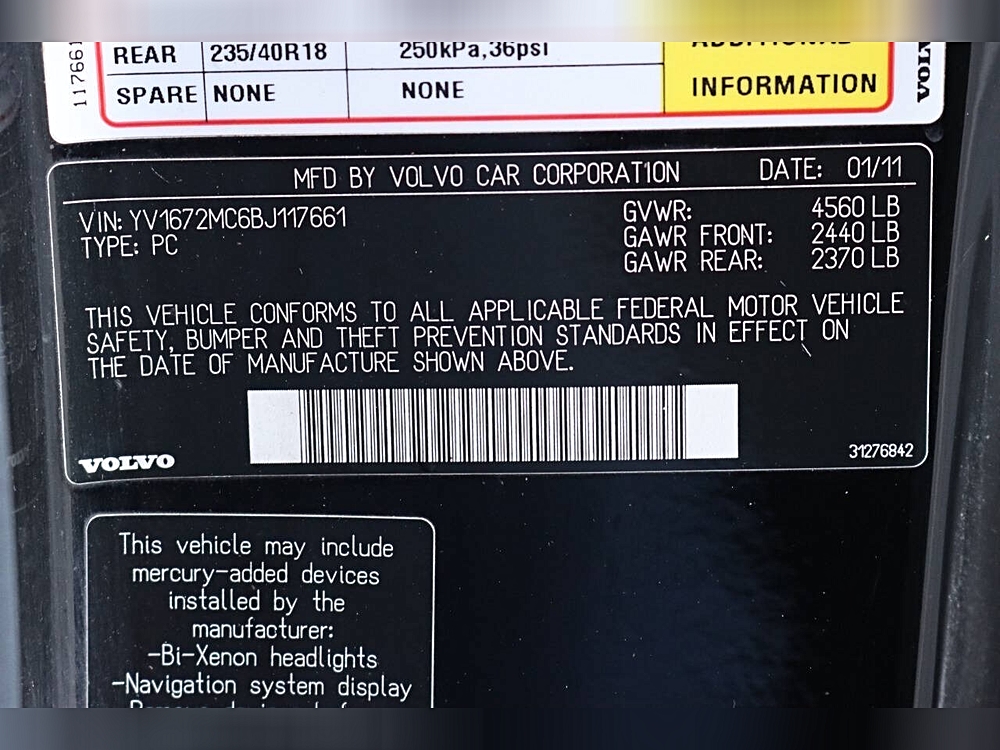 117661
REAR 235/40R18 250kPa,36psi
ADDITIONAL
SPARE NONE NONE INFORMATION
VOLVO
MFD BY VOLVO CAR CORPORATION DATE: 01/11
VIN: YV1672MC6BJ117661 GVWR: 4560 LB
TYPE: PC GAWR FRONT: 2440 LB
GAWR REAR: 2370 LB
THIS VEHICLE CONFORMS TO ALL APPLICABLE FEDERAL MOTOR VEHICLE
SAFETY, BUMPER AND THEFT PREVENTION STANDARDS IN EFFECT ON
THE DATE OF MANUFACTURE SHOWN ABOVE.
VOLVO 31276842
This vehicle may include
mercury-added devices
installed by the
manufacturer:
-Bi-Xenon headlights
-Navigation system display